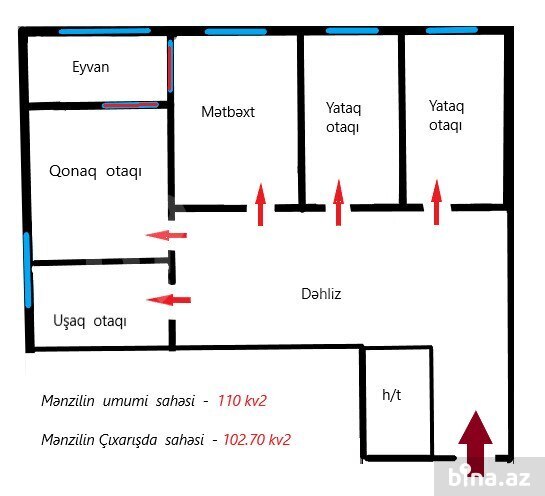 Eyvan
Mətbəxt
Yataq
otaqı
Yataq
otaqı
Qonaq otaqı
Uşaq otaqı
Dəhliz
h/t
Mənzilin umumi sahəsi - 110 kv2
Mənzilin Çıxarışda sahəsi - 102.70 kv2
bina.az